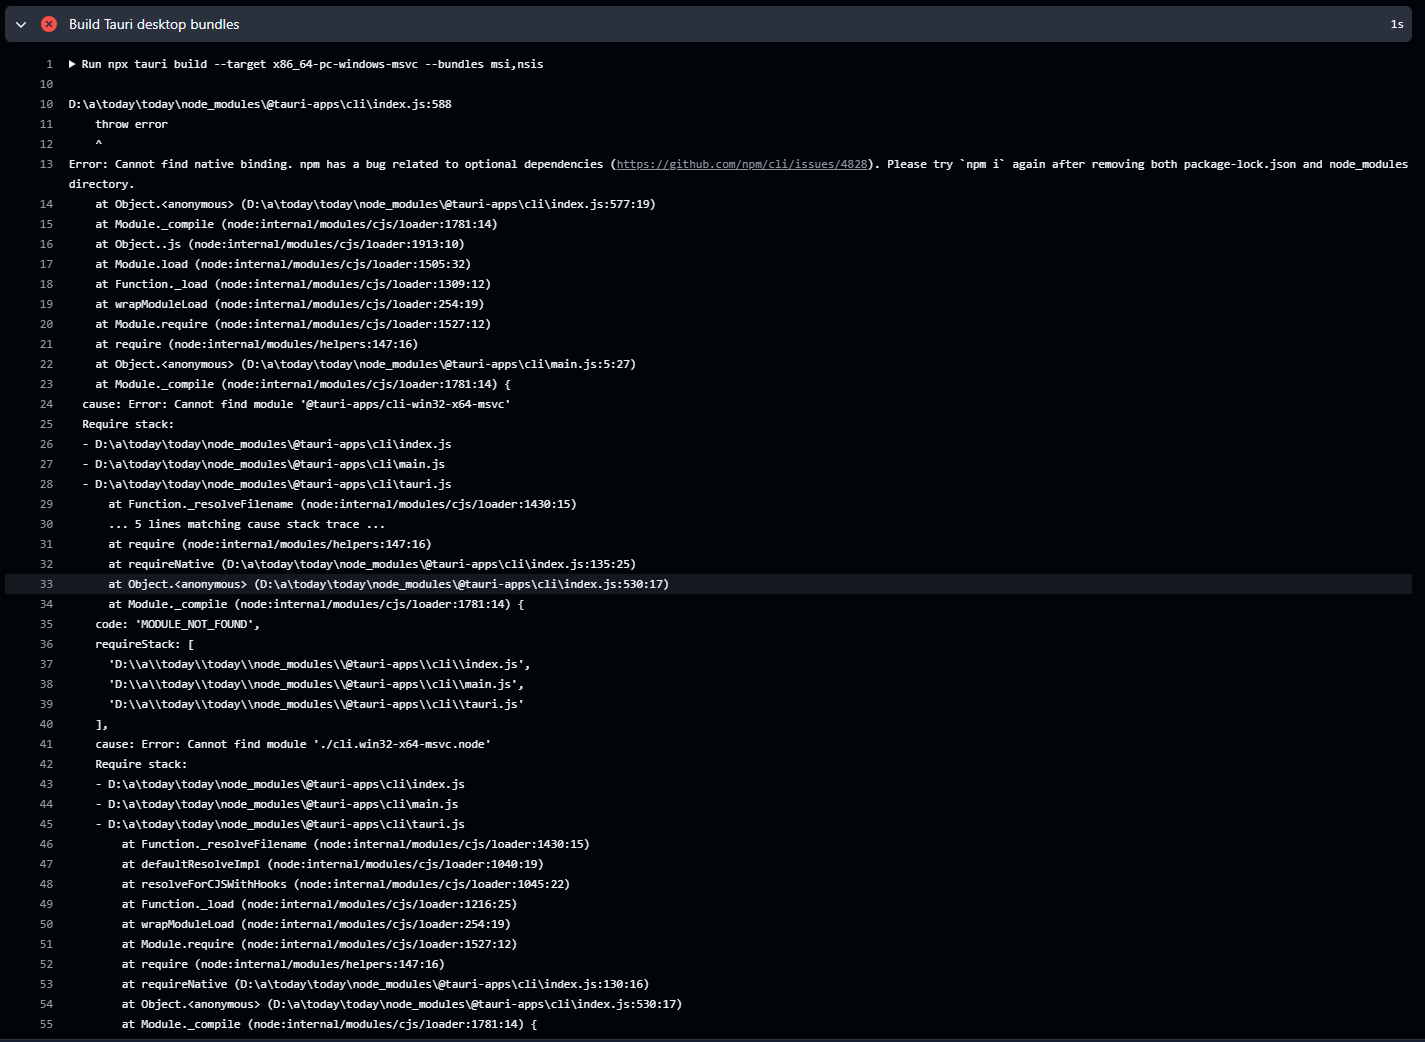 Build Tauri desktop bundles 1s
1 Run npx tauri build --target x86_64-pc-windows-msvc --bundles msi,nsis
10
10 D:\a\today\today\node_modules\@tauri-apps\cli\index.js:588
11 throw error
12 ^
13 Error: Cannot find native binding. npm has a bug related to optional dependencies (https://github.com/npm/cli/issues/4828). Please try `npm i` again after removing both package-lock.json and node_modules
directory.
14 at Object.<anonymous> (D:\a\today\today\node_modules\@tauri-apps\cli\index.js:577:19)
15 at Module._compile (node:internal/modules/cjs/loader:1781:14)
16 at Object..js (node:internal/modules/cjs/loader:1913:10)
17 at Module.load (node:internal/modules/cjs/loader:1505:32)
18 at Function._load (node:internal/modules/cjs/loader:1309:12)
19 at wrapModuleLoad (node:internal/modules/cjs/loader:254:19)
20 at Module.require (node:internal/modules/cjs/loader:1527:12)
21 at require (node:internal/modules/helpers:147:16)
22 at Object.<anonymous> (D:\a\today\today\node_modules\@tauri-apps\cli\main.js:5:27)
23 at Module._compile (node:internal/modules/cjs/loader:1781:14) {
24 cause: Error: Cannot find module '@tauri-apps/cli-win32-x64-msvc'
25 Require stack:
26 - D:\a\today\today\node_modules\@tauri-apps\cli\index.js
27 - D:\a\today\today\node_modules\@tauri-apps\cli\main.js
28 - D:\a\today\today\node_modules\@tauri-apps\cli\tauri.js
29 at Function._resolveFilename (node:internal/modules/cjs/loader:1430:15)
30 ... 5 lines matching cause stack trace ...
31 at require (node:internal/modules/helpers:147:16)
32 at requireNative (D:\a\today\today\node_modules\@tauri-apps\cli\index.js:135:25)
33 at Object.<anonymous> (D:\a\today\today\node_modules\@tauri-apps\cli\index.js:530:17)
34 at Module._compile (node:internal/modules/cjs/loader:1781:14) {
35 code: 'MODULE_NOT_FOUND',
36 requireStack: [
37 'D:\\a\\today\\today\\node_modules\\@tauri-apps\\cli\\index.js',
38 'D:\\a\\today\\today\\node_modules\\@tauri-apps\\cli\\main.js',
39 'D:\\a\\today\\today\\node_modules\\@tauri-apps\\cli\\tauri.js'
40 ],
41 cause: Error: Cannot find module './cli.win32-x64-msvc.node'
42 Require stack:
43 - D:\a\today\today\node_modules\@tauri-apps\cli\index.js
44 - D:\a\today\today\node_modules\@tauri-apps\cli\main.js
45 - D:\a\today\today\node_modules\@tauri-apps\cli\tauri.js
46 at Function._resolveFilename (node:internal/modules/cjs/loader:1430:15)
47 at defaultResolveImpl (node:internal/modules/cjs/loader:1040:19)
48 at resolveForCJSWithHooks (node:internal/modules/cjs/loader:1045:22)
49 at Function._load (node:internal/modules/cjs/loader:1216:25)
50 at wrapModuleLoad (node:internal/modules/cjs/loader:254:19)
51 at Module.require (node:internal/modules/cjs/loader:1527:12)
52 at require (node:internal/modules/helpers:147:16)
53 at requireNative (D:\a\today\today\node_modules\@tauri-apps\cli\index.js:130:16)
54 at Object.<anonymous> (D:\a\today\today\node_modules\@tauri-apps\cli\index.js:530:17)
55 at Module._compile (node:internal/modules/cjs/loader:1781:14) {